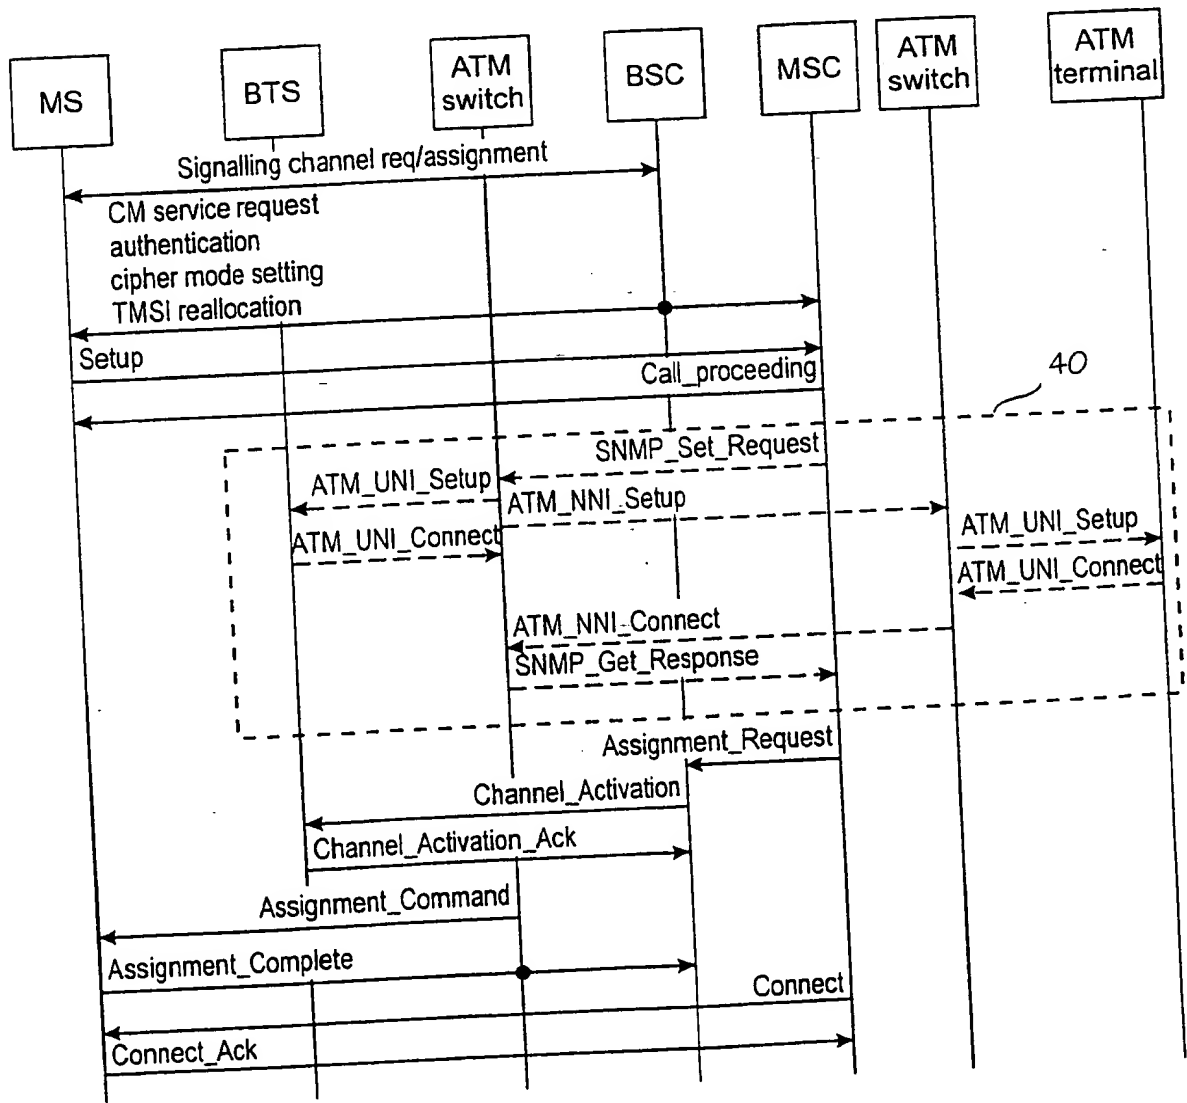 MS
BTS
ATM
switch
BSC
MSC
ATM
switch
ATM
terminal
Signalling channel req/assignment
CM service request
authentication
cipher mode setting
TMSI reallocation
Setup
Call_proceeding
40
SNMP_Set_Request
ATM_UNI_Setup
ATM_NNI_Setup
ATM_UNI_Setup
ATM_UNI_Connect
ATM_UNI_Connect
ATM_NNI_Connect
SNMP_Get_Response
Assignment_Request
Channel_Activation
Channel_Activation_Ack
Assignment_Command
Assignment_Complete
Connect
Connect_Ack